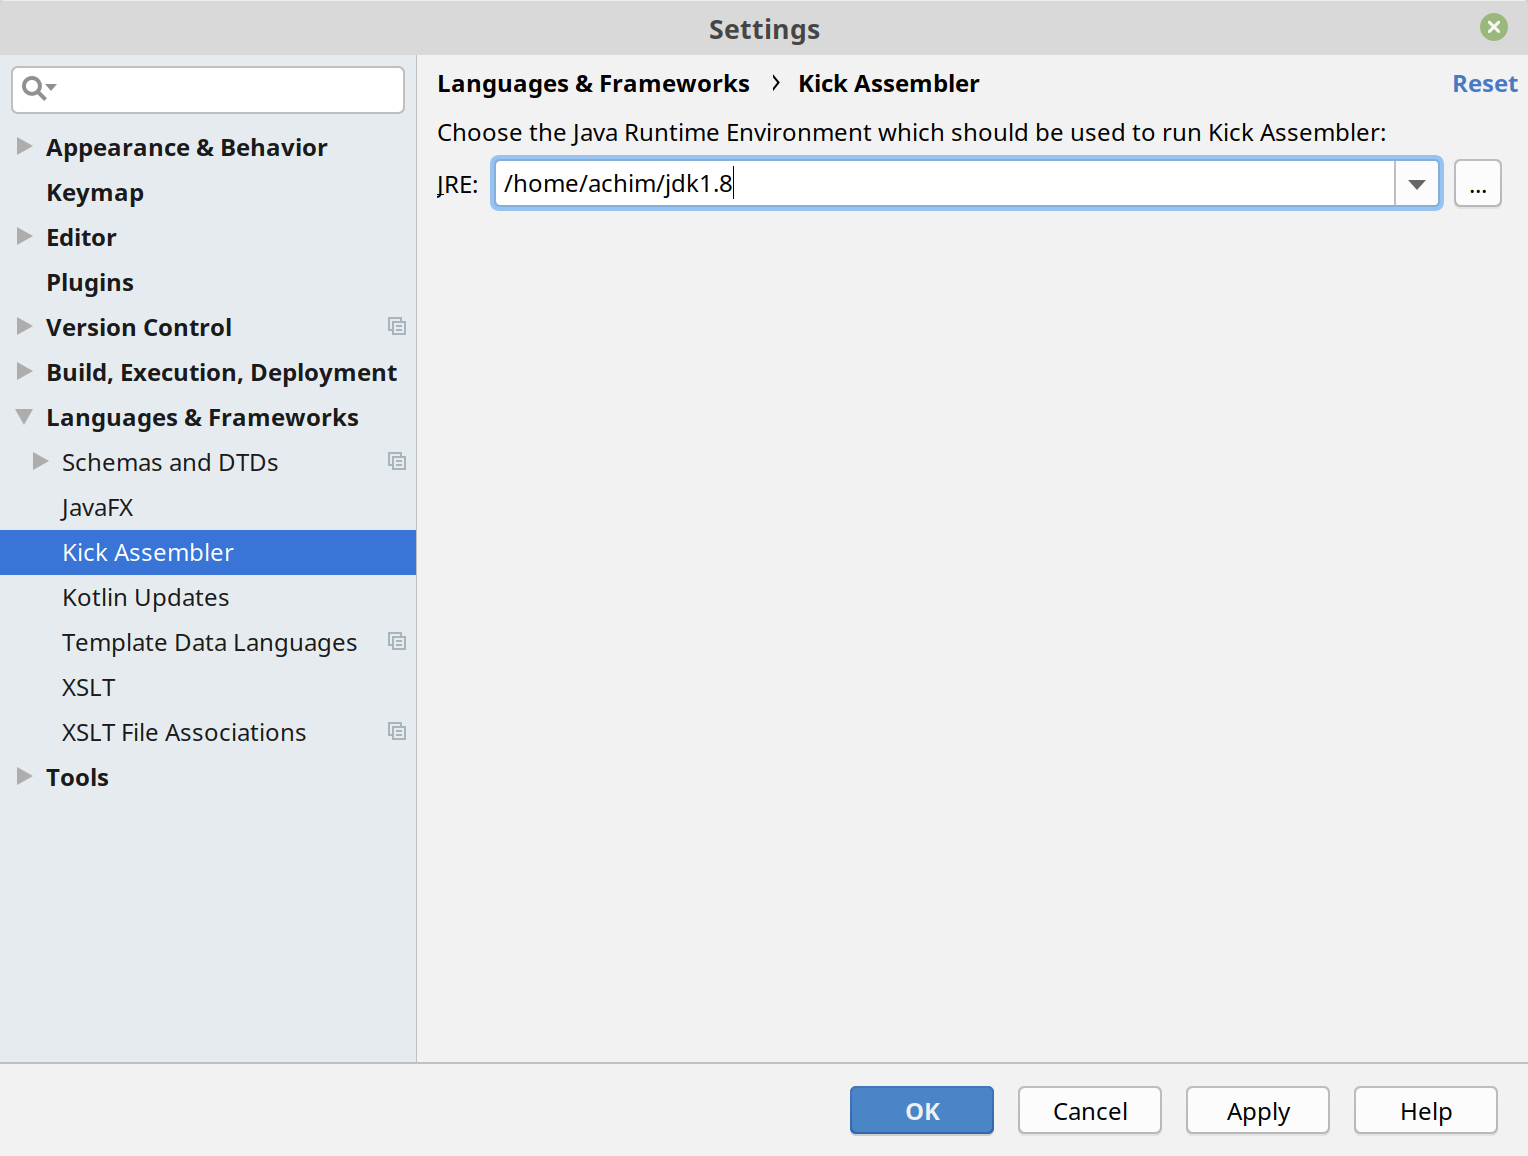 Settings
Languages & Frameworks › Kick Assembler
Reset
Choose the Java Runtime Environment which should be used to run Kick Assembler:
JRE: /home/achim/jdk1.8 ...
Appearance & Behavior
Keymap
Editor
Plugins
Version Control
Build, Execution, Deployment
Languages & Frameworks
Schemas and DTDs
JavaFX
Kick Assembler
Kotlin Updates
Template Data Languages
XSLT
XSLT File Associations
Tools
OK Cancel Apply Help